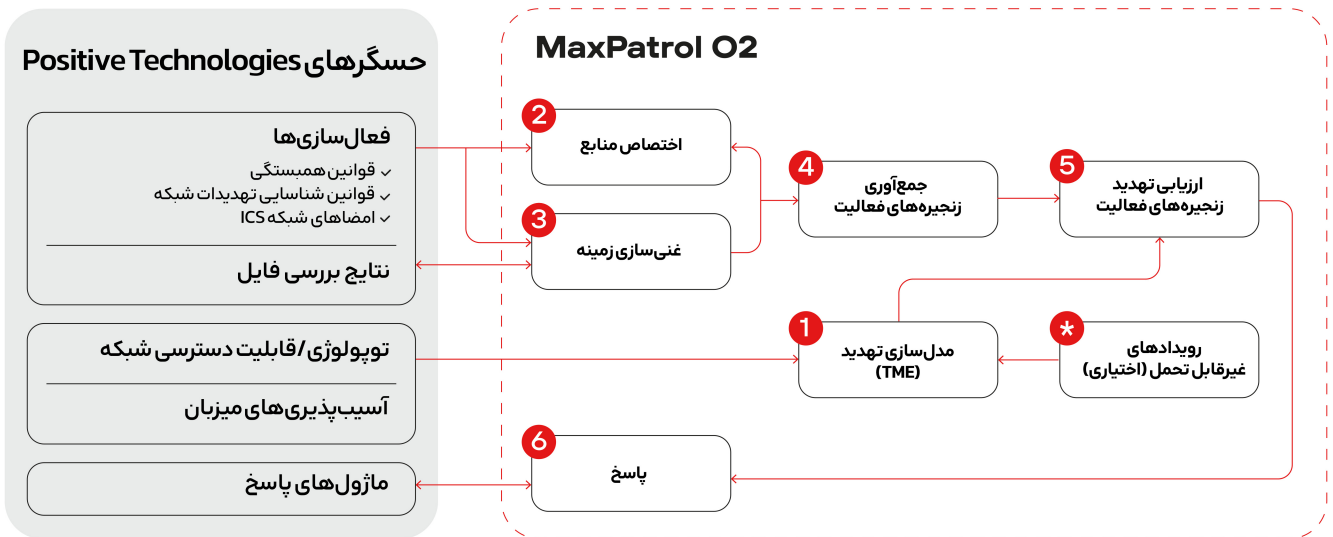 حسگرهای Positive Technologies
فعال‌سازی‌ها
✓ قوانین همبستگی
✓ قوانین شناسایی تهدیدات شبکه
✓ امضاهای شبکه ICS
نتایج بررسی فایل
توپولوژی/قابلیت دسترسی شبکه
آسیب‌پذیری‌های میزبان
ماژول‌های پاسخ
MaxPatrol O2
2
اختصاص منابع
3
غنی‌سازی زمینه
4
جمع‌آوری
زنجیره‌های فعالیت
5
ارزیابی تهدید
زنجیره‌های فعالیت
1
مدل‌سازی تهدید
(TME)
*
رویدادهای
غیرقابل تحمل (اختیاری)
6
پاسخ